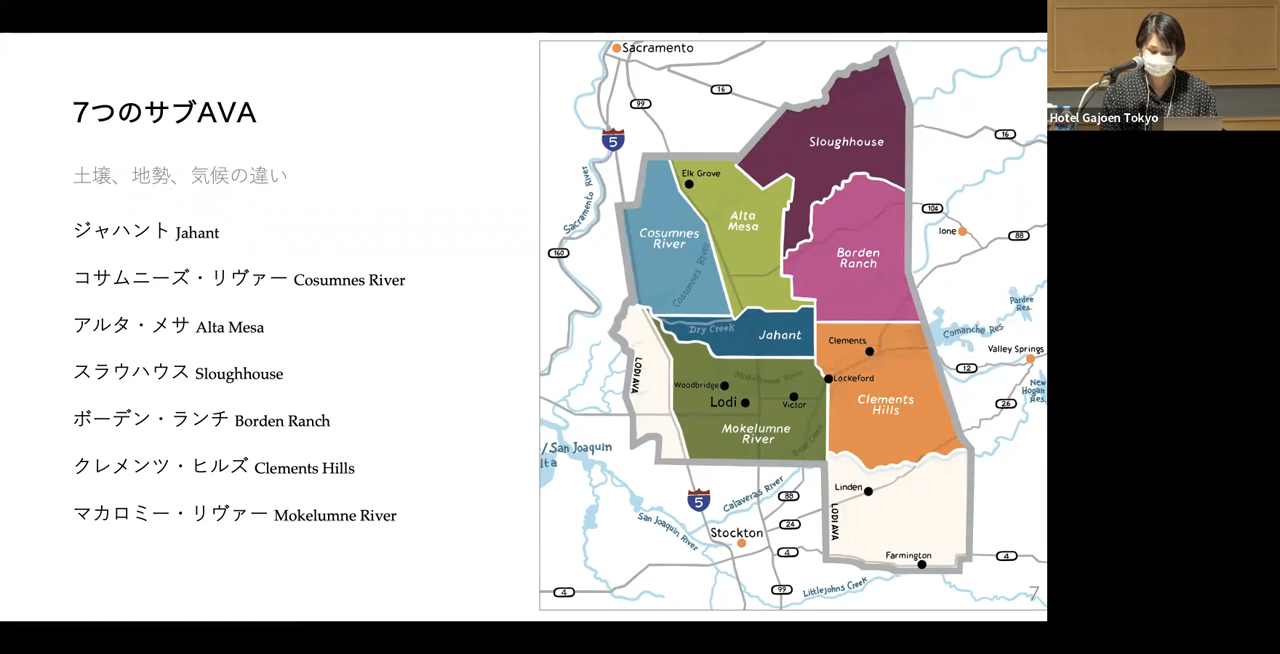 7つのサブAVA
土壌、地勢、気候の違い
ジャハント Jahant
コサムニーズ・リヴァー Cosumnes River
アルタ・メサ Alta Mesa
スラウハウス Sloughhouse
ボーデン・ランチ Borden Ranch
クレメンツ・ヒルズ Clements Hills
マカロミー・リヴァー Mokelumne River
Sacramento
16
99
5
Sloughhouse
16
Elk Grove
Sacramento River
Alta
Mesa
104
Cosumnes
River
Ione
88
160
Borden
Ranch
Cosumnes River
Pardee
Res.
Dry Creek
Jahant
Comanche Res.
Clements
Valley Springs
LODI AVA
12
Mokelumne River
Lockeford
Woodbridge
New
Hogan
Res.
Lodi
Victor
Clements
Hills
26
Mokelumne
River
Bear Creek
/San Joaquin
lta
Linden
5
Calaveras River
88
LODI AVA
San Joaquin River
24
Stockton
4
Farmington
4
4
99
Littlejohns Creek
7
Hotel Gajoen Tokyo